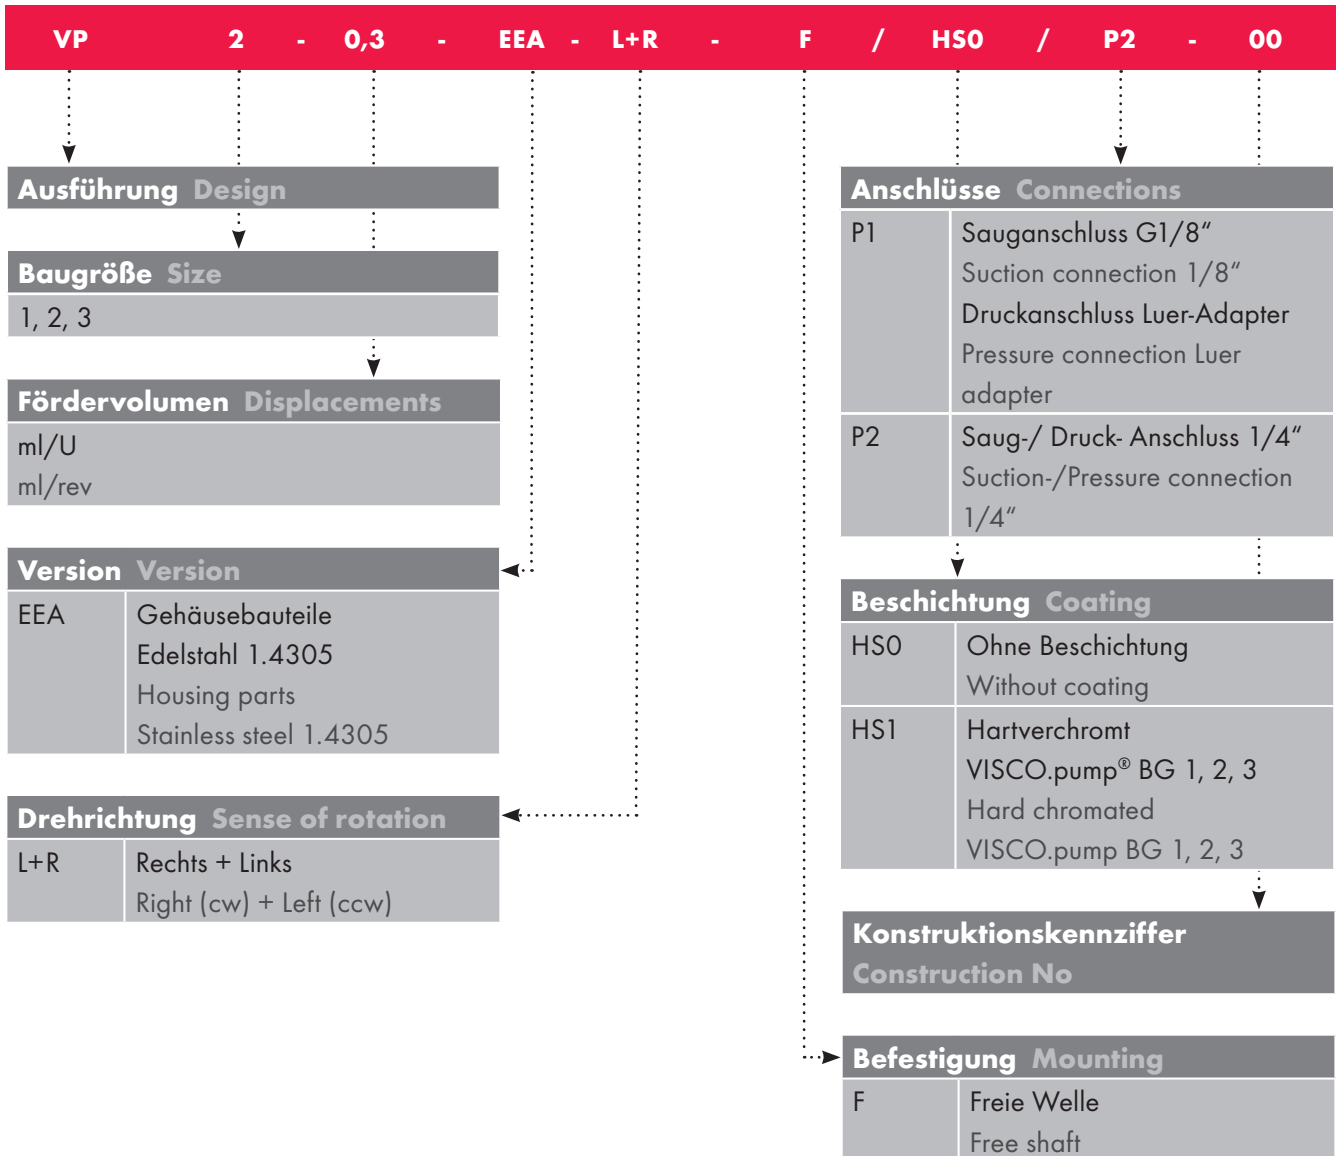 VP 2 - 0,3 - EEA - L+R - F / HS0 / P2 - 00
Ausführung Design
Baugröße Size
1, 2, 3
Fördervolumen Displacements
ml/U
ml/rev
Version Version
EEA Gehäusebauteile
Edelstahl 1.4305
Housing parts
Stainless steel 1.4305
Drehrichtung Sense of rotation
L+R Rechts + Links
Right (cw) + Left (ccw)
Anschlüsse Connections
P1 Sauganschluss G1/8“
Suction connection 1/8“
Druckanschluss Luer-Adapter
Pressure connection Luer
adapter
P2 Saug-/ Druck- Anschluss 1/4“
Suction-/Pressure connection
1/4“
Beschichtung Coating
HS0 Ohne Beschichtung
Without coating
HS1 Hartverchromt
VISCO.pump® BG 1, 2, 3
Hard chromated
VISCO.pump BG 1, 2, 3
Konstruktionskennziffer
Construction No
Befestigung Mounting
F Freie Welle
Free shaft